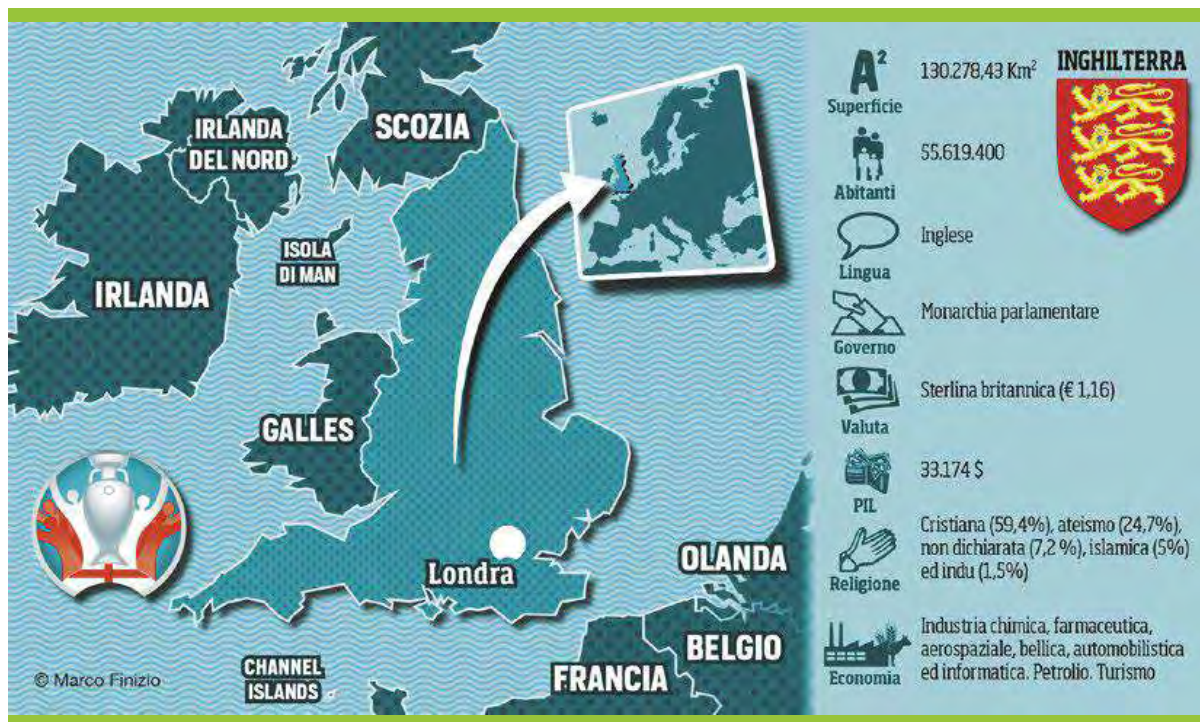 IRLANDA
DEL NORD
SCOZIA
ISOLA
DI MAN
IRLANDA
GALLES
Londra
OLANDA
BELGIO
FRANCIA
CHANNEL
ISLANDS
© Marco Finizio
INGHILTERRA
A²
Superficie
130.278,43 Km²
Abitanti
55.619.400
Lingua
Inglese
Governo
Monarchia parlamentare
Valuta
Sterlina britannica (€ 1,16)
PIL
33.174 $
Religione
Cristiana (59,4%), ateismo (24,7%),
non dichiarata (7,2 %), islamica (5%)
ed indu (1,5%)
Economia
Industria chimica, farmaceutica,
aerospaziale, bellica, automobilistica
ed informatica. Petrolio. Turismo